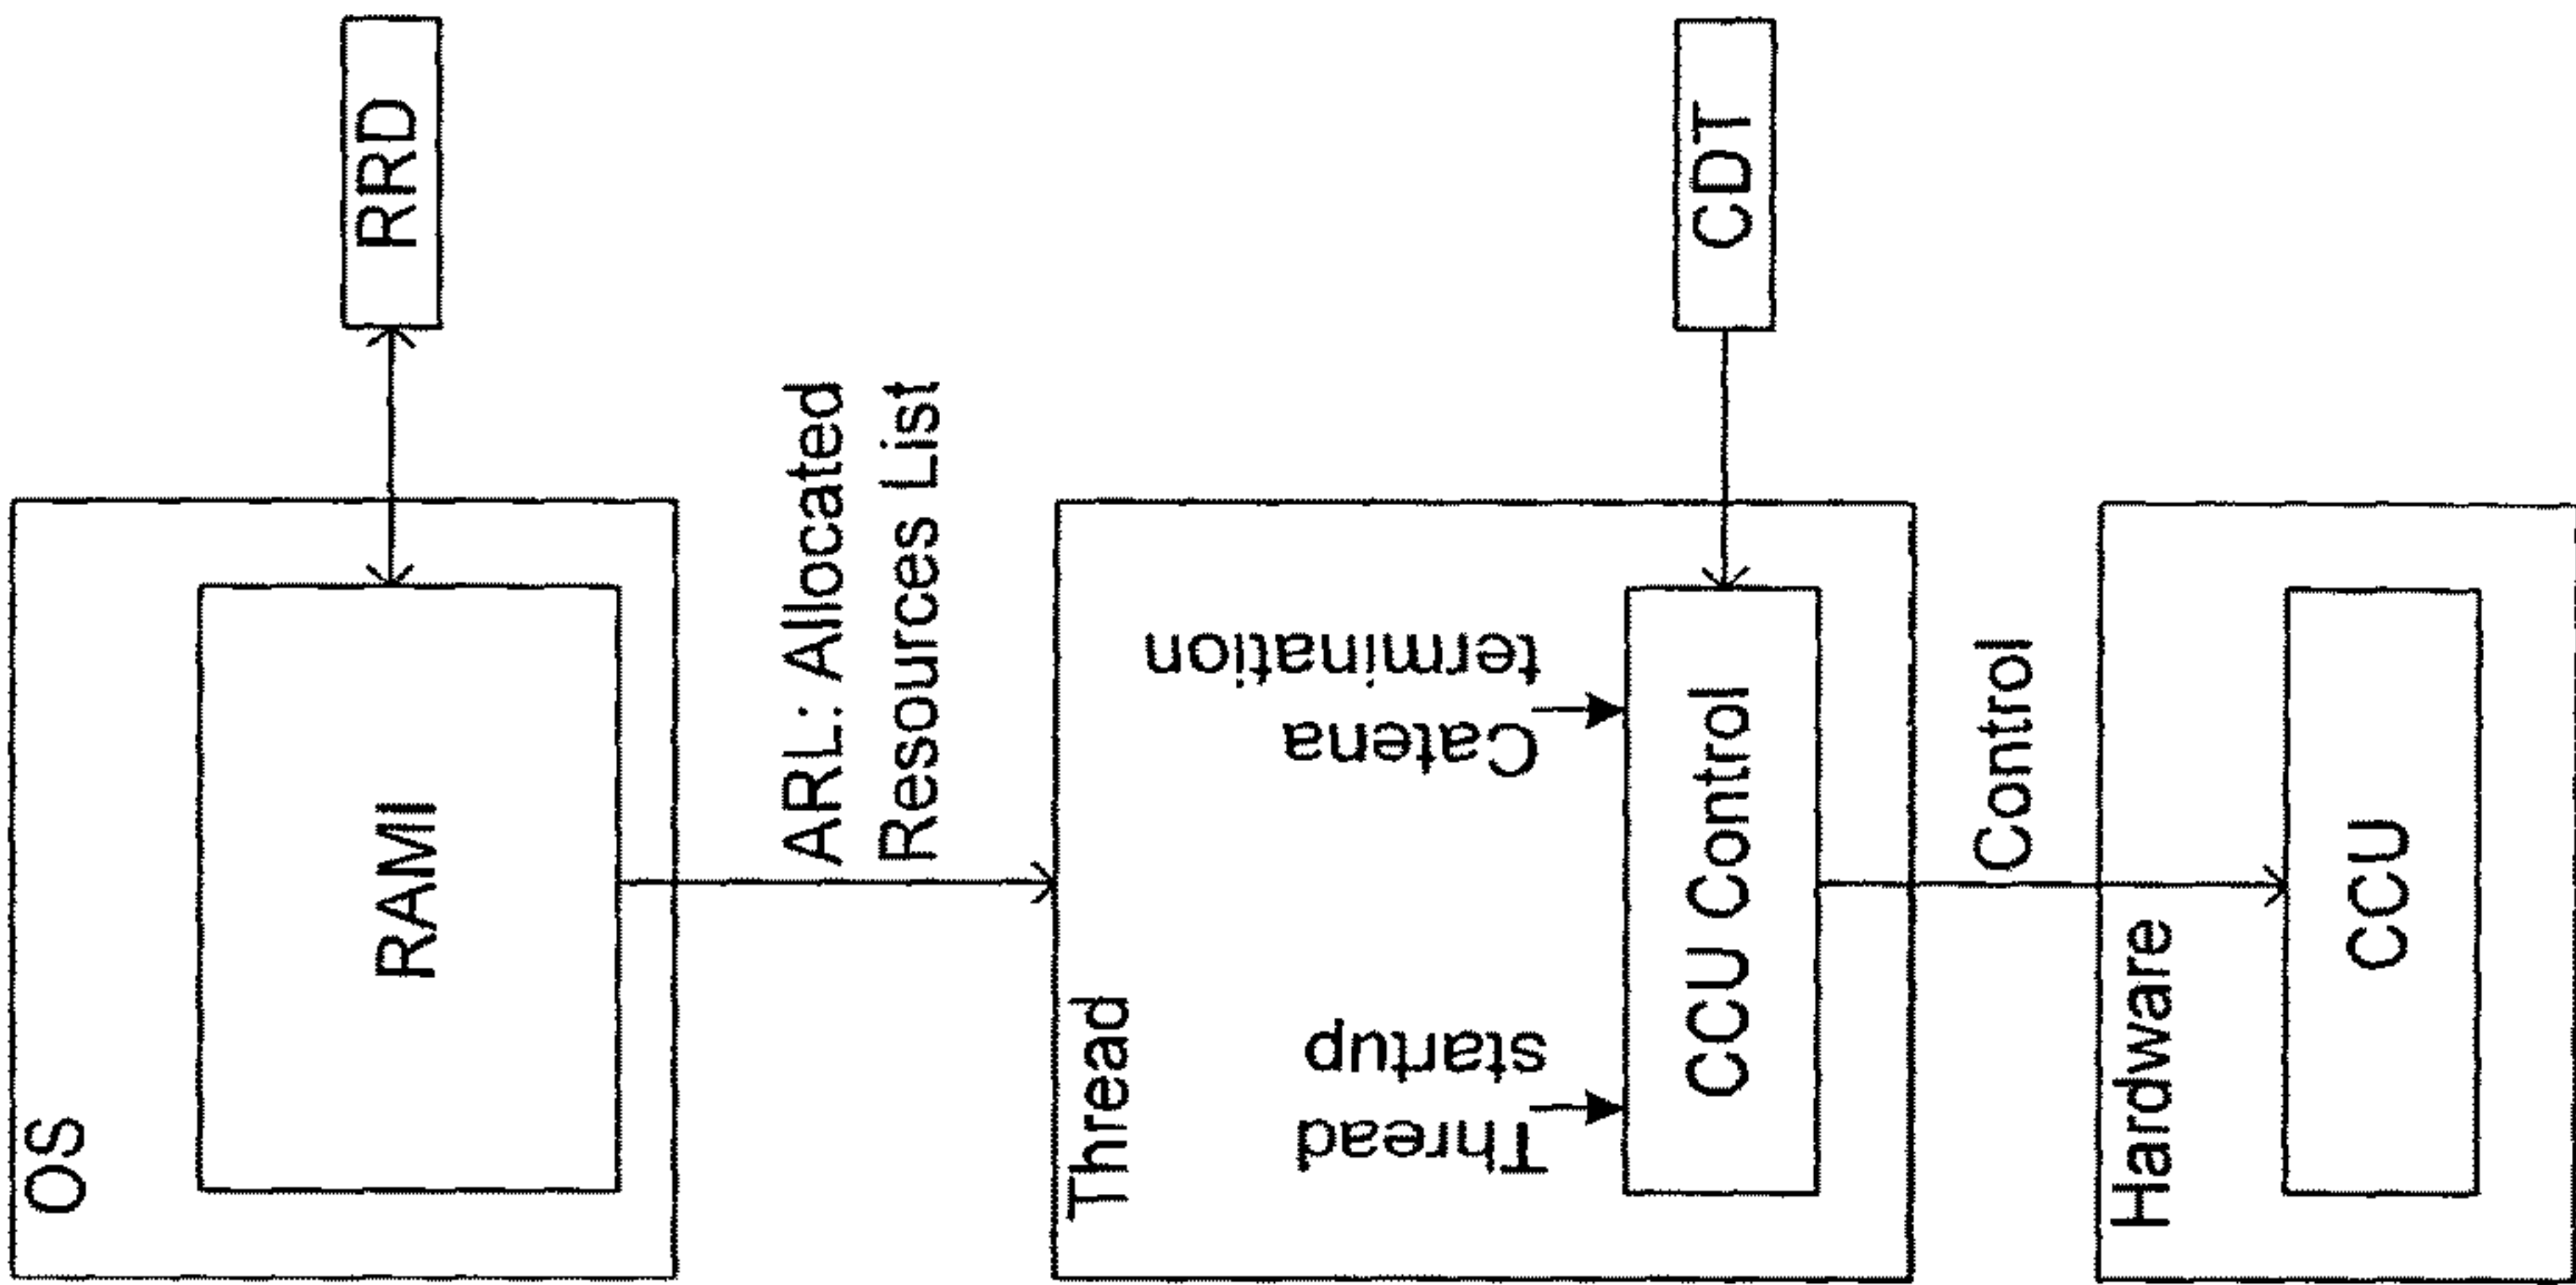 OS
RAMI
RRD
ARL: Allocated
Resources List
Thread
Thread
startup
Catena
termination
CCU Control
CDT
Control
Hardware
CCU